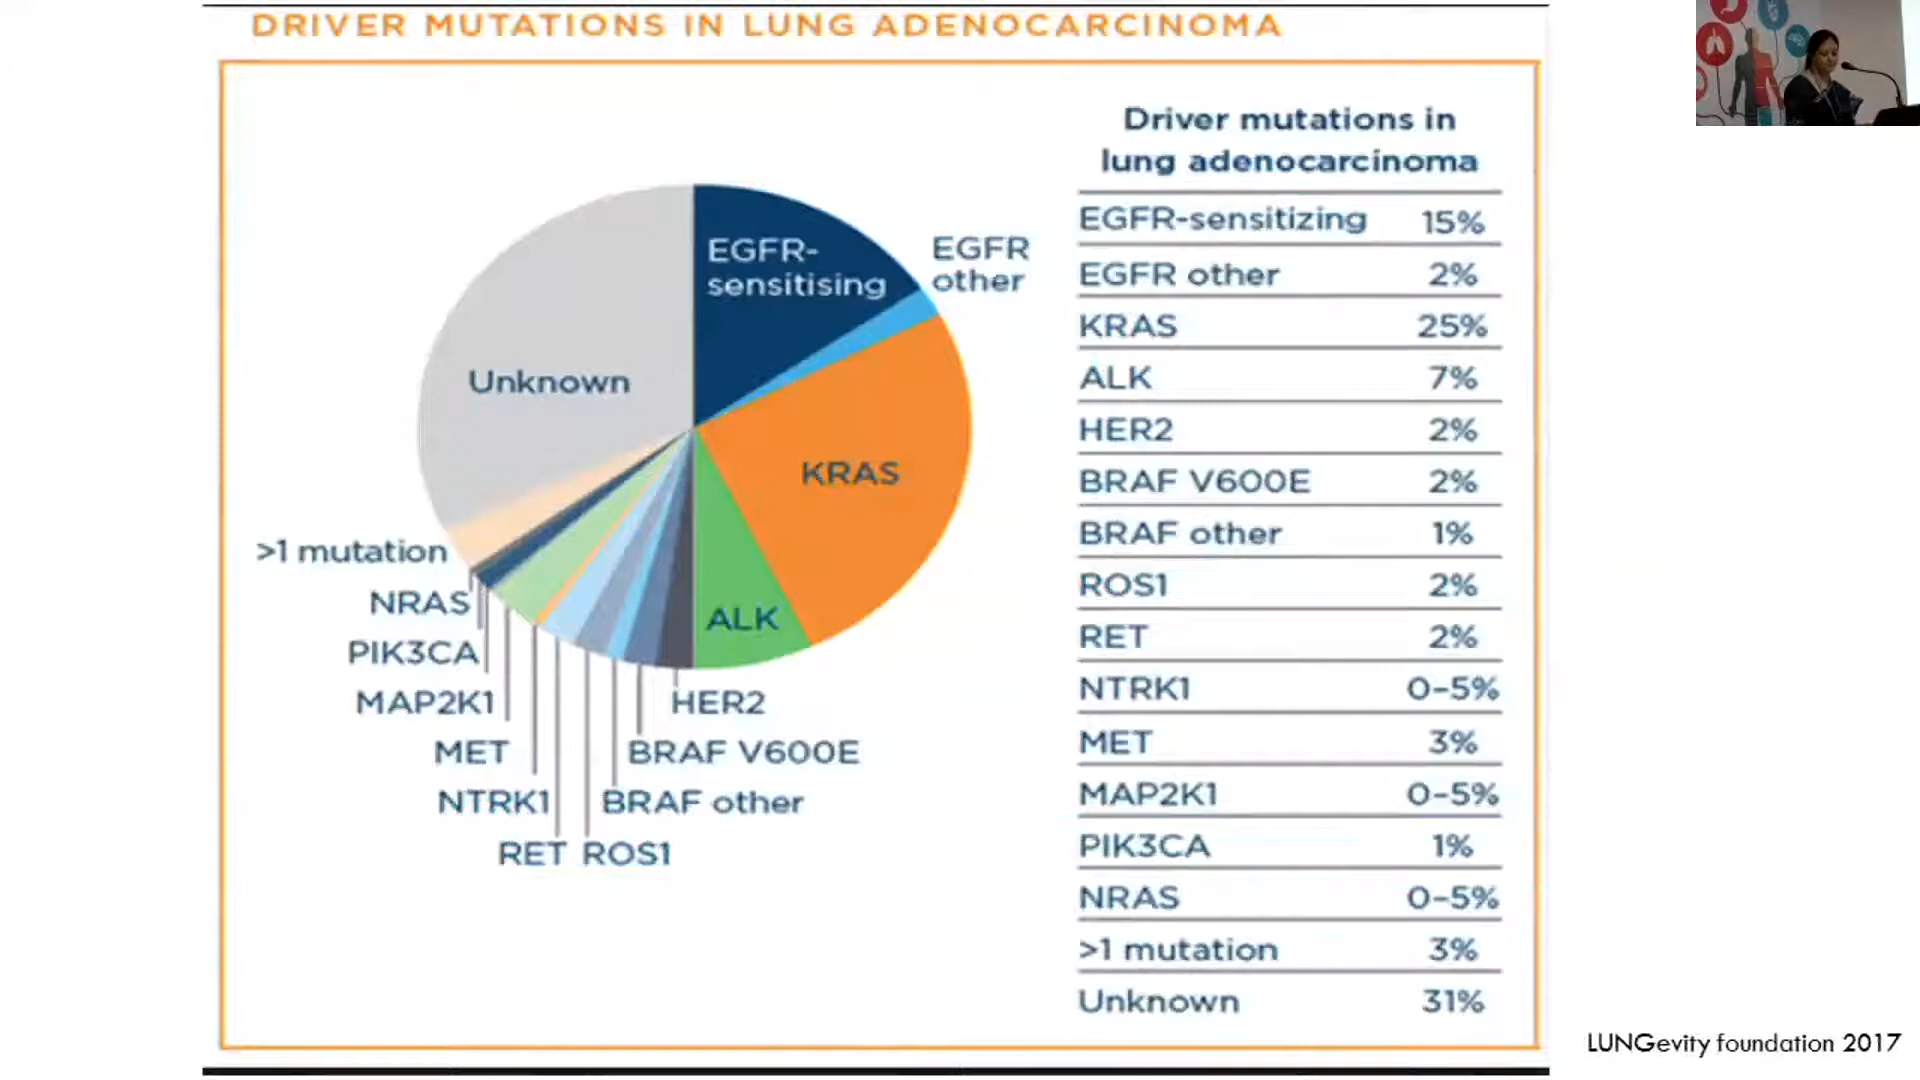 DRIVER MUTATIONS IN LUNG ADENOCARCINOMA
EGFR-
sensitising
EGFR
other
Unknown
KRAS
ALK
>1 mutation
NRAS
PIK3CA
MAP2K1
MET
NTRK1
RET
ROS1
BRAF other
BRAF V600E
HER2
Driver mutations in
lung adenocarcinoma
EGFR-sensitizing 15%
EGFR other 2%
KRAS 25%
ALK 7%
HER2 2%
BRAF V600E 2%
BRAF other 1%
ROS1 2%
RET 2%
NTRK1 0–5%
MET 3%
MAP2K1 0–5%
PIK3CA 1%
NRAS 0–5%
>1 mutation 3%
Unknown 31%
LUNGevity foundation 2017